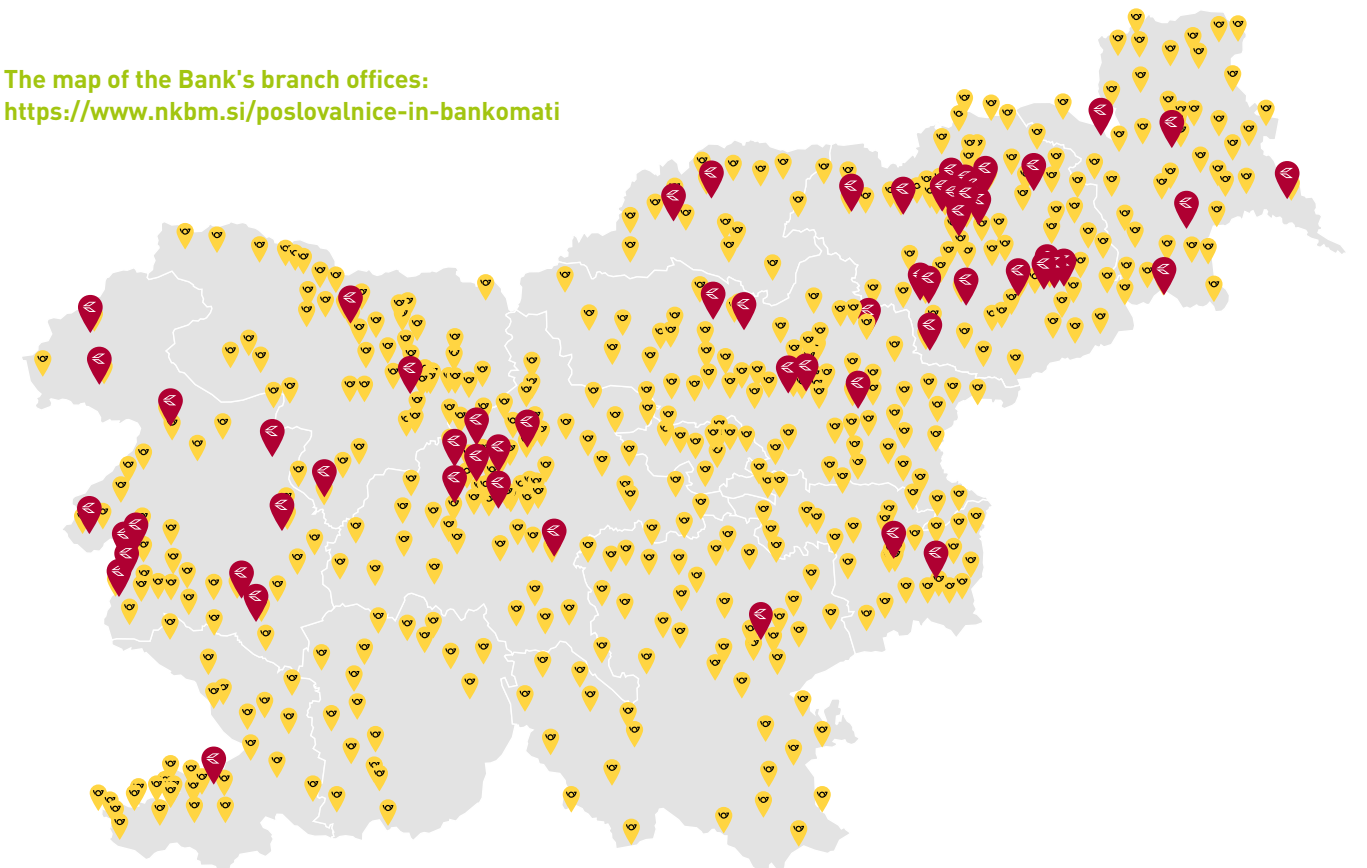 The map of the Bank's branch offices:
https://www.nkbm.si/poslovalnice-in-bankomati